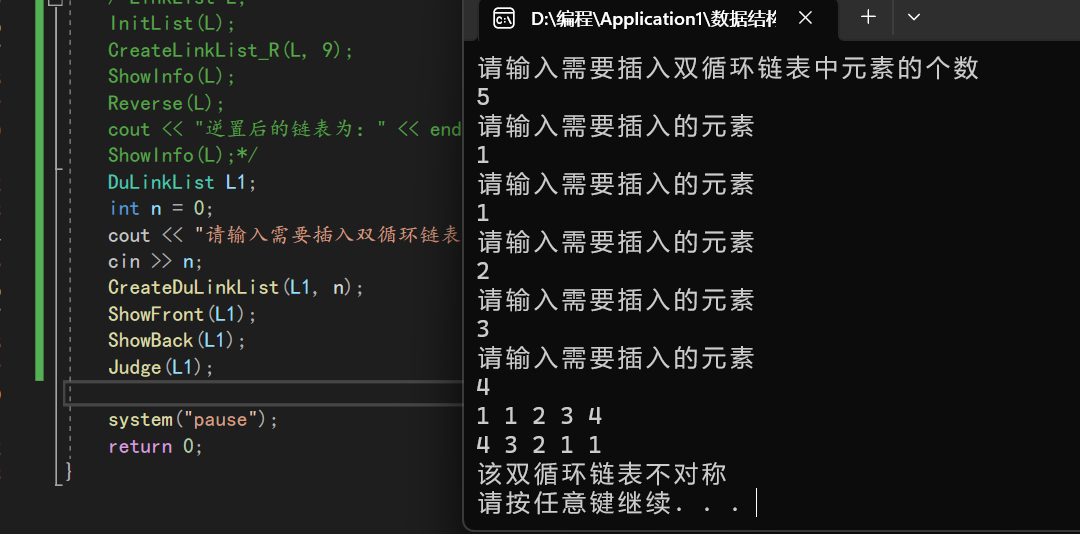 InitList(L);
CreateLinkList_R(L, 9);
ShowInfo(L);
Reverse(L);
cout << "逆置后的链表为：" << end
ShowInfo(L);*/
DuLinkList L1;
int n = 0;
cout << "请输入需要插入双循环链表
cin >> n;
CreateDuLinkList(L1, n);
ShowFront(L1);
ShowBack(L1);
Judge(L1);
system("pause");
return 0;
}
D:\编程\Application1\数据结构
请输入需要插入双循环链表中元素的个数
5
请输入需要插入的元素
1
请输入需要插入的元素
1
请输入需要插入的元素
2
请输入需要插入的元素
3
请输入需要插入的元素
4
1 1 2 3 4
4 3 2 1 1
该双循环链表不对称
请按任意键继续. . .